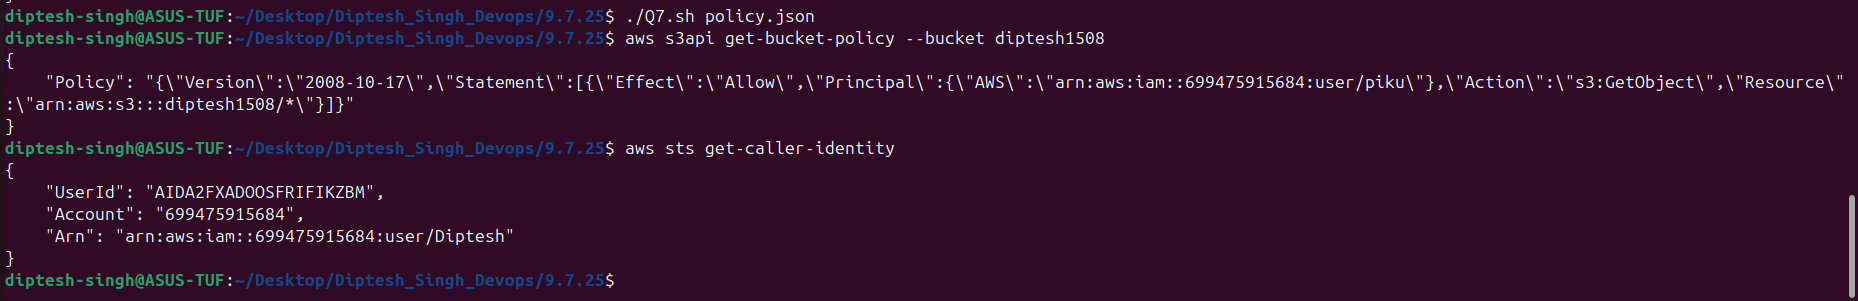 diptesh-singh@ASUS-TUF:~/Desktop/Diptesh_Singh_Devops/9.7.25$ ./Q7.sh policy.json
diptesh-singh@ASUS-TUF:~/Desktop/Diptesh_Singh_Devops/9.7.25$ aws s3api get-bucket-policy --bucket diptesh1508
{
    "Policy": "{\"Version\":\"2008-10-17\",\"Statement\":[{\"Effect\":\"Allow\",\"Principal\":{\"AWS\":\"arn:aws:iam::699475915684:user/piku\"},\"Action\":\"s3:GetObject\",\"Resource\"
:\"arn:aws:s3:::diptesh1508/*\"}]}"
}
diptesh-singh@ASUS-TUF:~/Desktop/Diptesh_Singh_Devops/9.7.25$ aws sts get-caller-identity
{
    "UserId": "AIDA2FXADOOSFRIFIKZBM",
    "Account": "699475915684",
    "Arn": "arn:aws:iam::699475915684:user/Diptesh"
}
diptesh-singh@ASUS-TUF:~/Desktop/Diptesh_Singh_Devops/9.7.25$